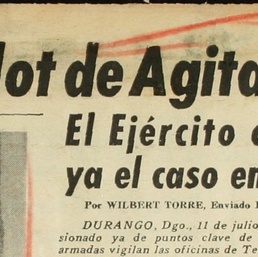 lot de Agita
El Ejército
ya el caso en
Por WILBERT TORRE, Enviado
DURANGO, Dgo., 11 de julio
sionado ya de puntos clave de
armadas vigilan las oficinas de Te